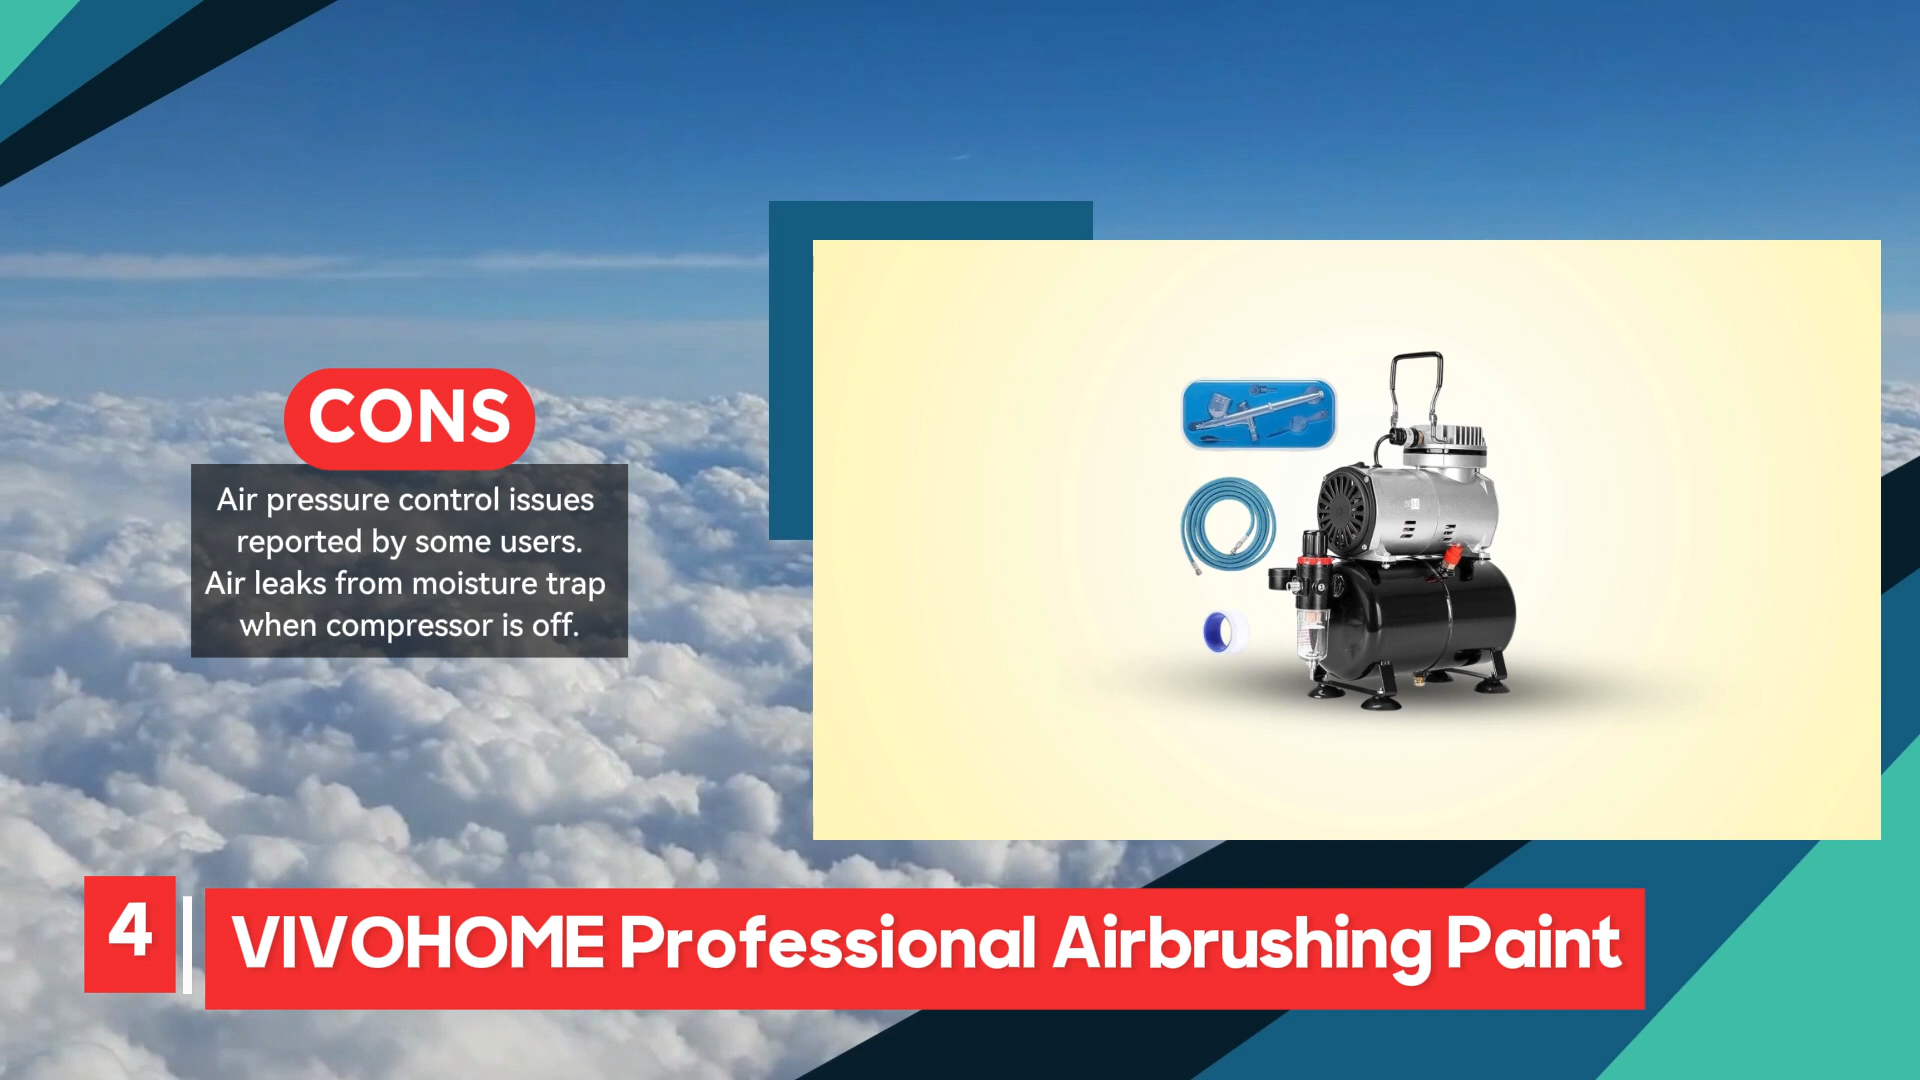 CONS
Air pressure control issues
reported by some users.
Air leaks from moisture trap
when compressor is off.
4
VIVOHOME Professional Airbrushing Paint